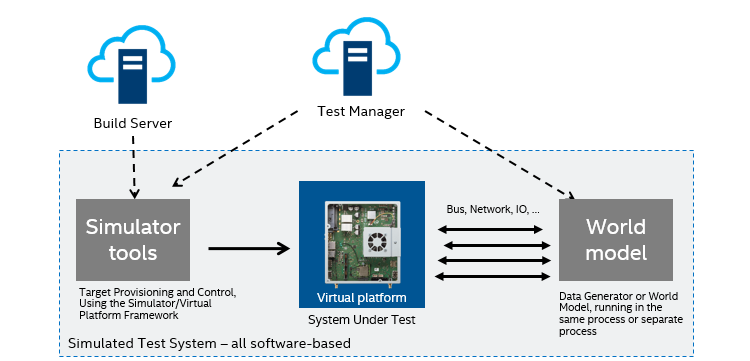 Build Server
Test Manager
Simulator
tools
Target Provisioning and Control,
Using the Simulator/Virtual
Platform Framework
Virtual platform
System Under Test
Bus, Network, IO, ...
World
model
Data Generator or World
Model, running in the
same process or separate
process
Simulated Test System – all software-based